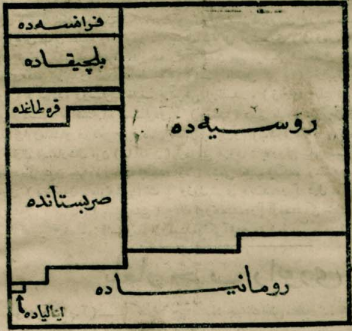 فرانسه‌ده
بلچیقاده
قره‌طاغده
روسیه‌ده
صربستانده
رومانیاده
ایتالیاده